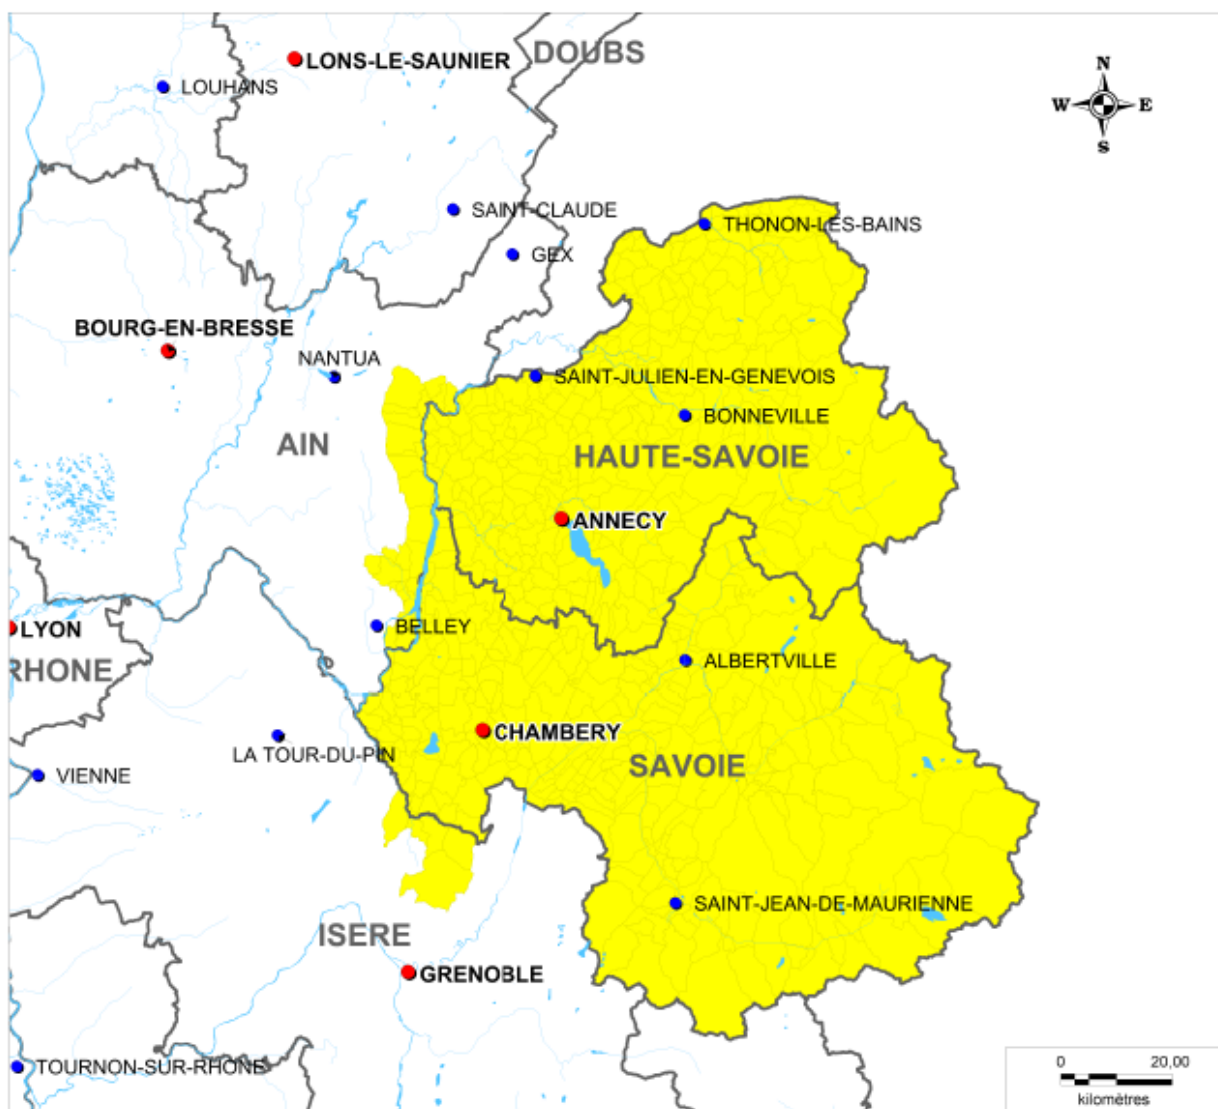 DOUBS
LONS-LE-SAUNIER
LOUHANS
N
W E
S
SAINT-CLAUDE
THONON-LES-BAINS
GEX
BOURG-EN-BRESSE
NANTUA
SAINT-JULIEN-EN-GENEVOIS
BONNEVILLE
AIN
HAUTE-SAVOIE
ANNECY
LYON
BELLEY
RHONE
ALBERTVILLE
CHAMBERY
LA TOUR-DU-PIN
SAVOIE
VIENNE
SAINT-JEAN-DE-MAURIENNE
ISERE
GRENOBLE
TOURNON-SUR-RHONE
0 20,00
kilomètres